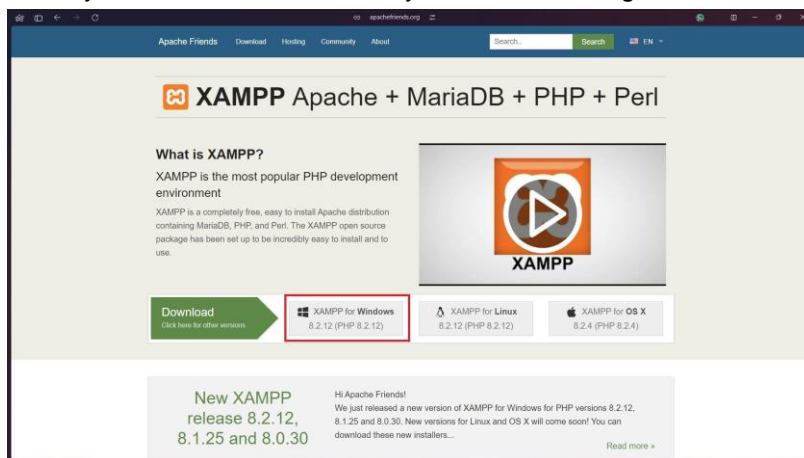 apachefriends.org
Apache Friends Download Hosting Community About Search... Search EN
XAMPP Apache + MariaDB + PHP + Perl
What is XAMPP?
XAMPP is the most popular PHP development
environment
XAMPP is a completely free, easy to install Apache distribution
containing MariaDB, PHP, and Perl. The XAMPP open source
package has been set up to be incredibly easy to install and to
use.
XAMPP
Download
Click here for other versions
XAMPP for Windows
8.2.12 (PHP 8.2.12)
XAMPP for Linux
8.2.12 (PHP 8.2.12)
XAMPP for OS X
8.2.4 (PHP 8.2.4)
New XAMPP
release 8.2.12,
8.1.25 and 8.0.30
Hi Apache Friends!
We just released a new version of XAMPP for Windows for PHP versions 8.2.12,
8.1.25 and 8.0.30. New versions for Linux and OS X will come soon! You can
download these new installers...
Read more »